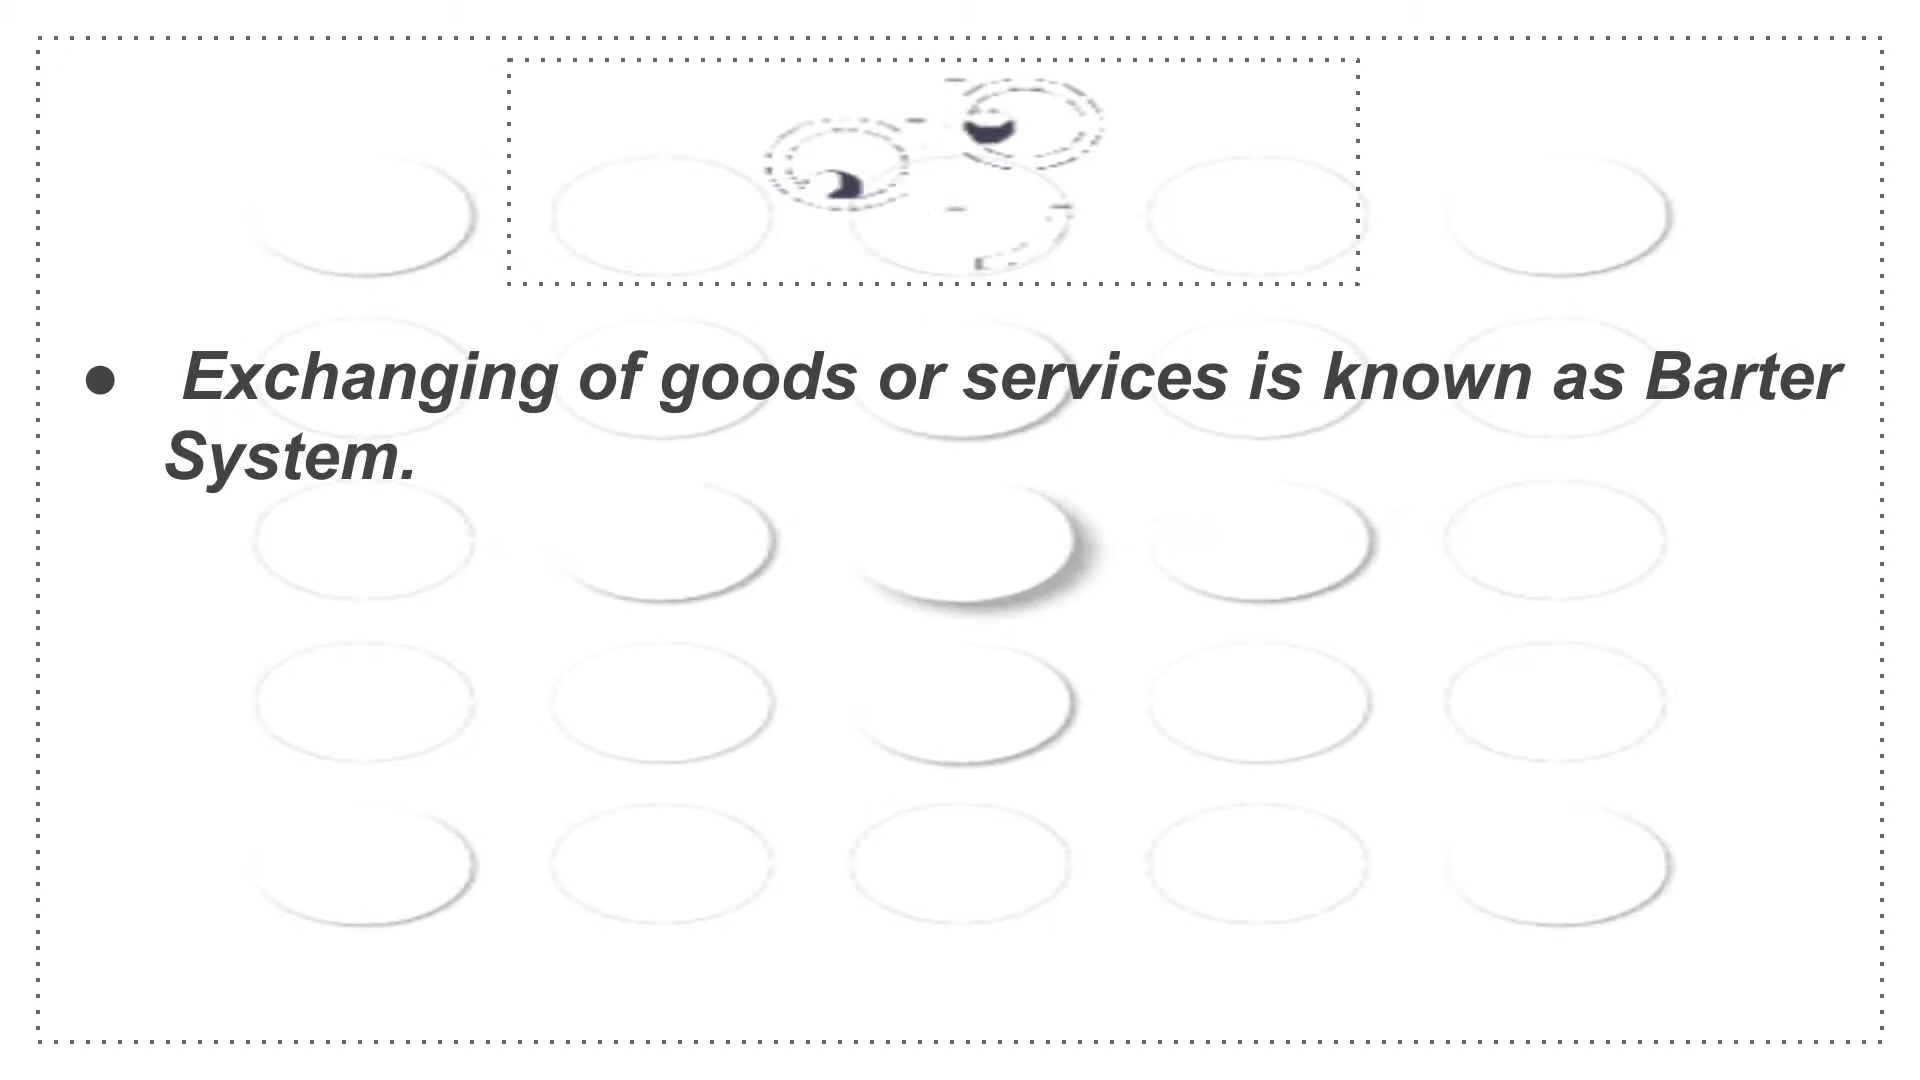 ● Exchanging of goods or services is known as Barter
System.